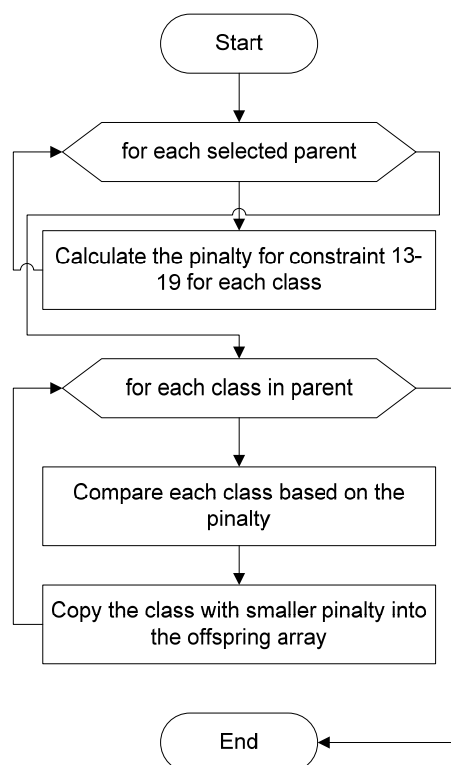 Start
for each selected parent
Calculate the pinalty for constraint 13-
19 for each class
for each class in parent
Compare each class based on the
pinalty
Copy the class with smaller pinalty into
the offspring array
End